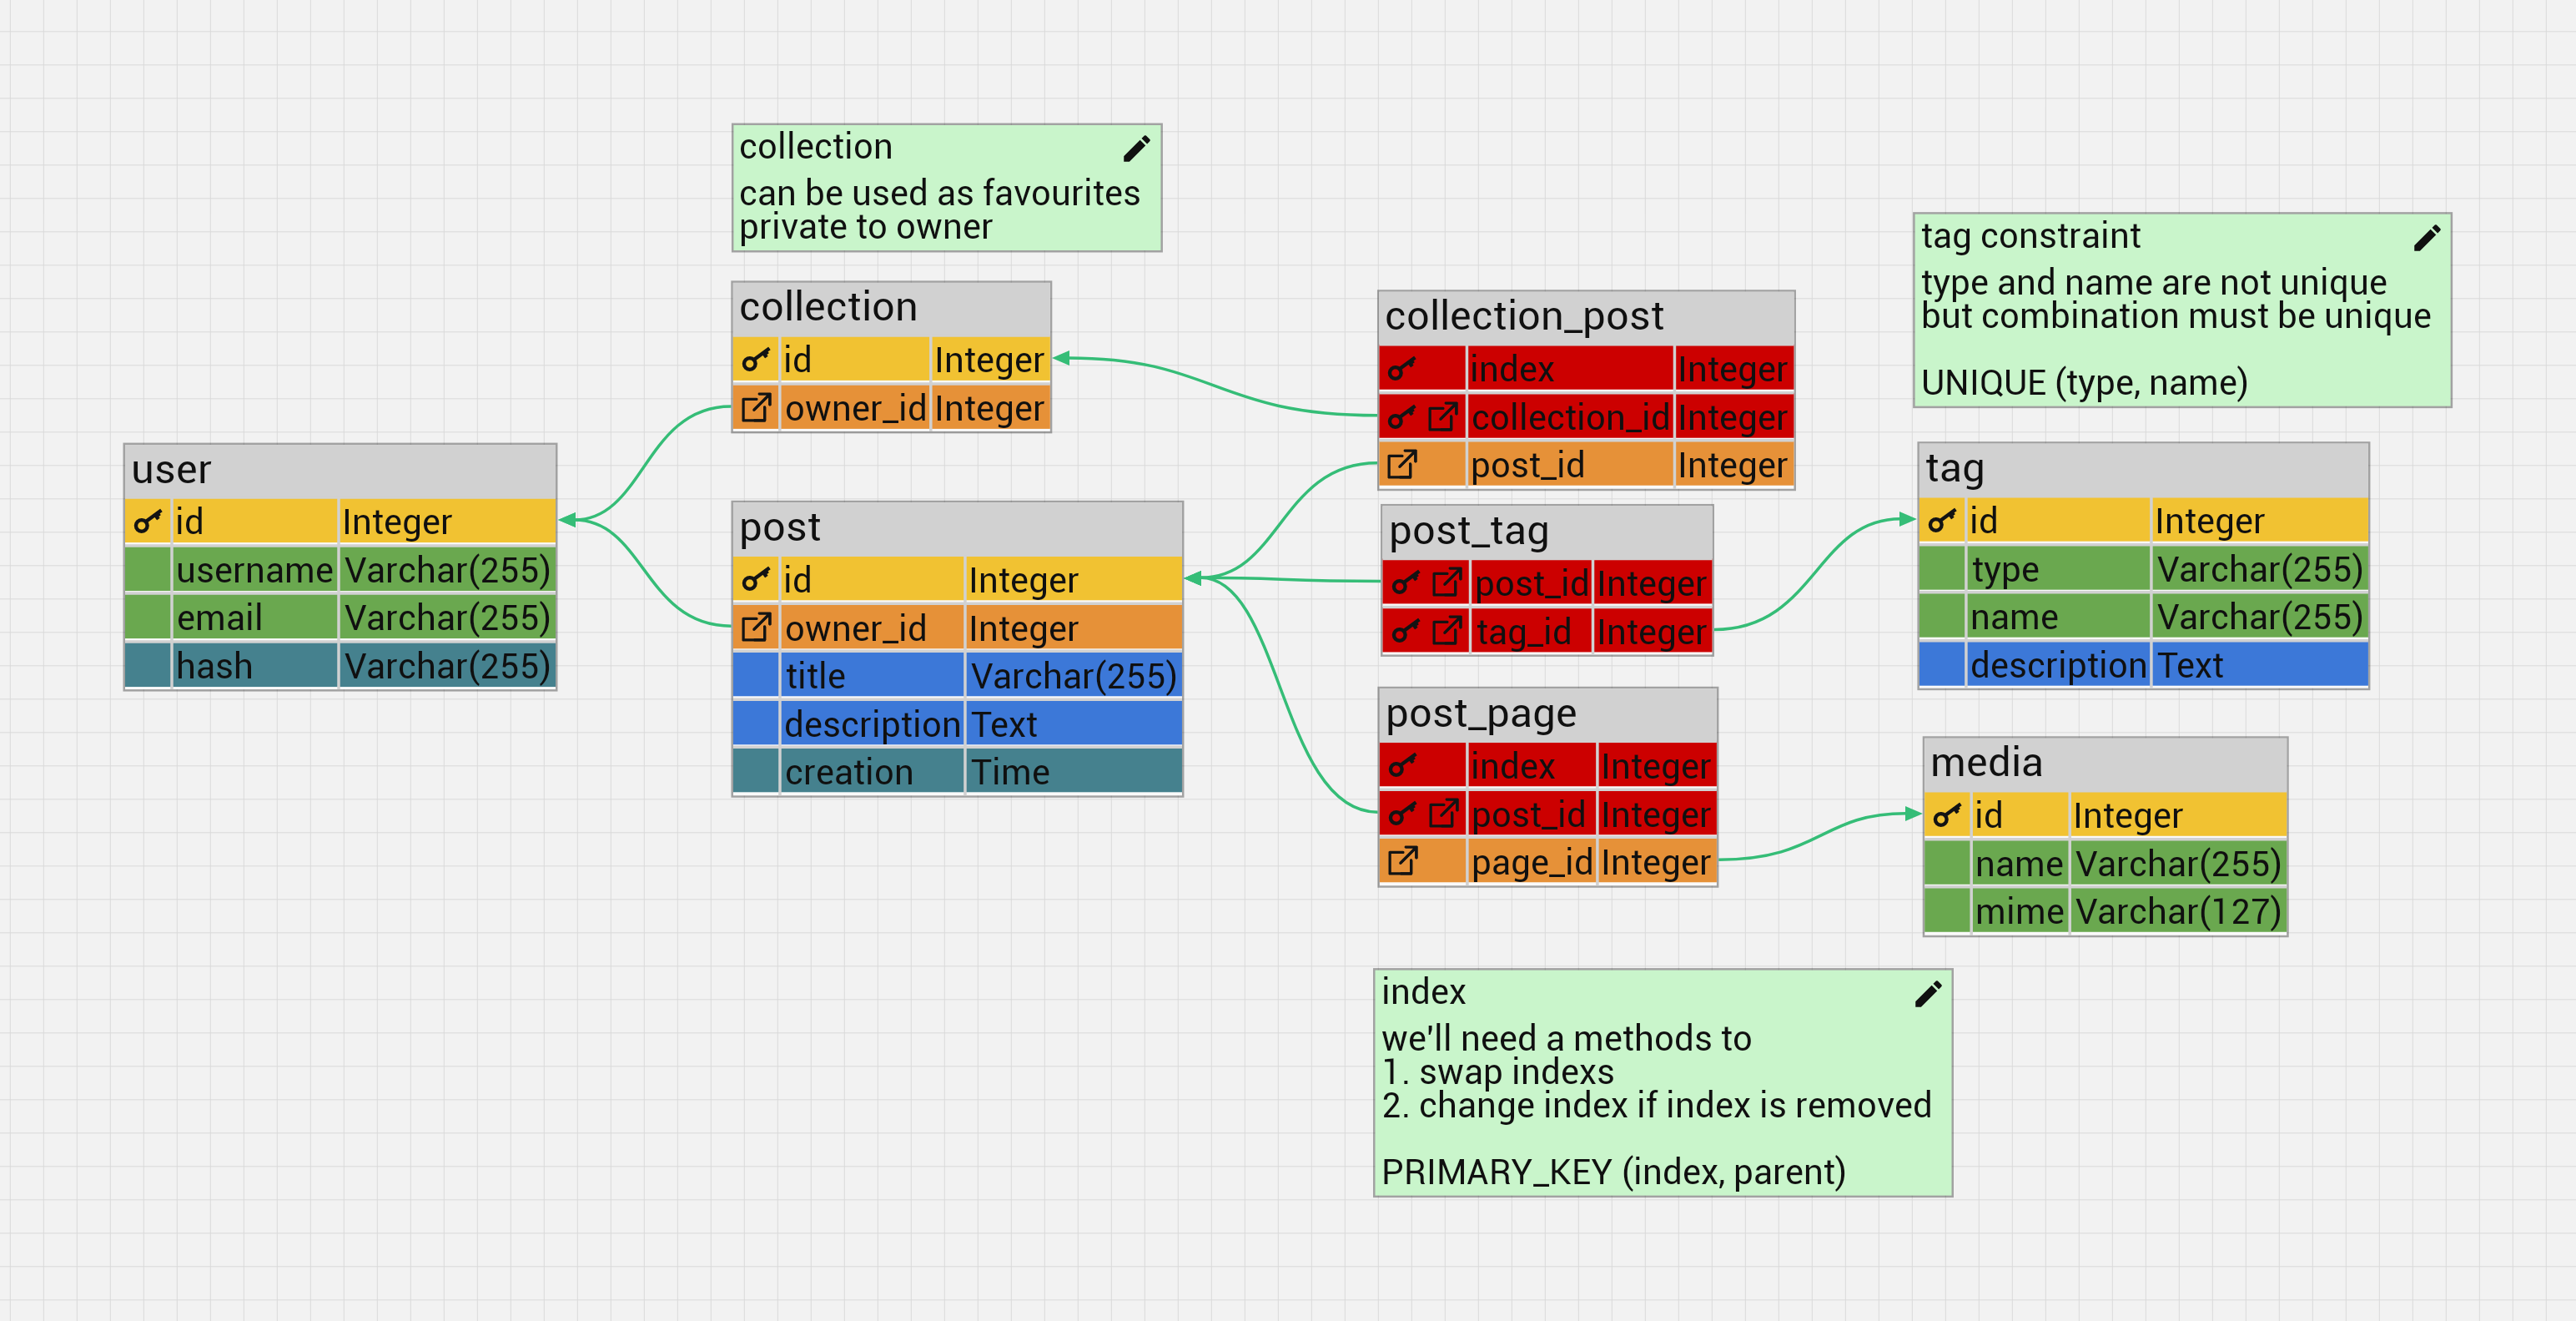 collection
can be used as favourites
private to owner
collection
id Integer
owner_id Integer
user
id Integer
username Varchar(255)
email Varchar(255)
hash Varchar(255)
post
id Integer
owner_id Integer
title Varchar(255)
description Text
creation Time
collection_post
index Integer
collection_id Integer
post_id Integer
post_tag
post_id Integer
tag_id Integer
post_page
index Integer
post_id Integer
page_id Integer
tag constraint
type and name are not unique
but combination must be unique
UNIQUE (type, name)
tag
id Integer
type Varchar(255)
name Varchar(255)
description Text
media
id Integer
name Varchar(255)
mime Varchar(127)
index
we'll need a methods to
1. swap indexs
2. change index if index is removed
PRIMARY_KEY (index, parent)